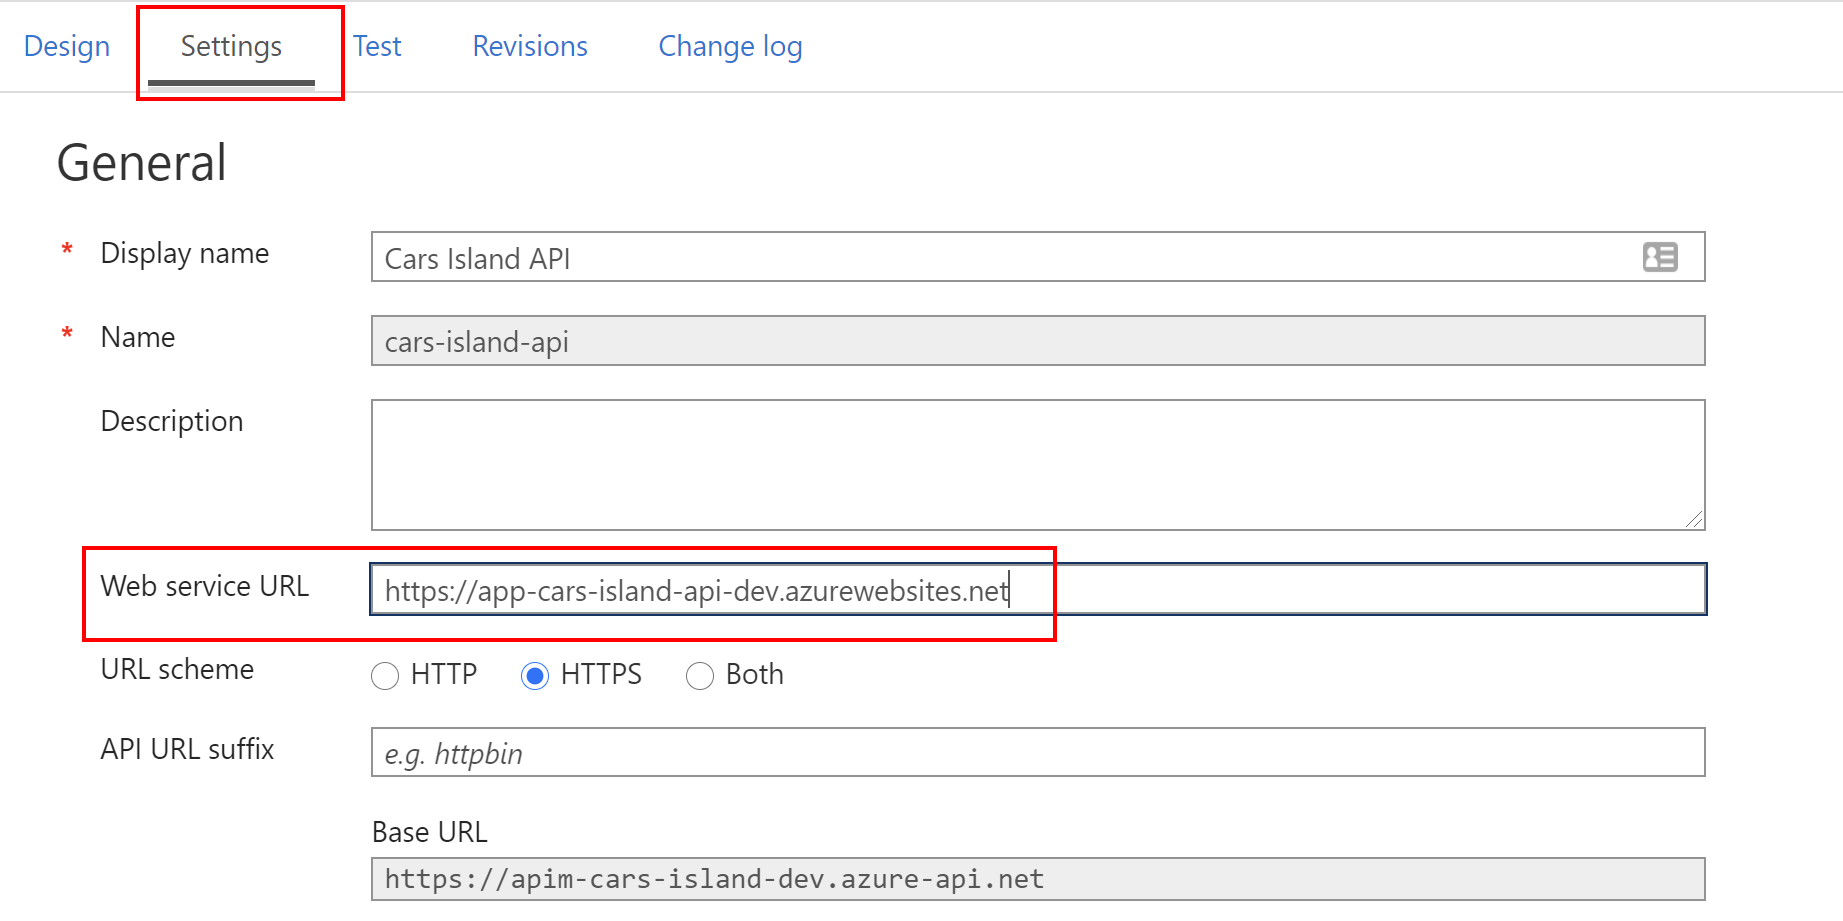 Design Settings Test Revisions Change log
General
* Display name Cars Island API
* Name cars-island-api
Description
Web service URL https://app-cars-island-api-dev.azurewebsites.net
URL scheme HTTP HTTPS Both
API URL suffix e.g. httpbin
Base URL
https://apim-cars-island-dev.azure-api.net